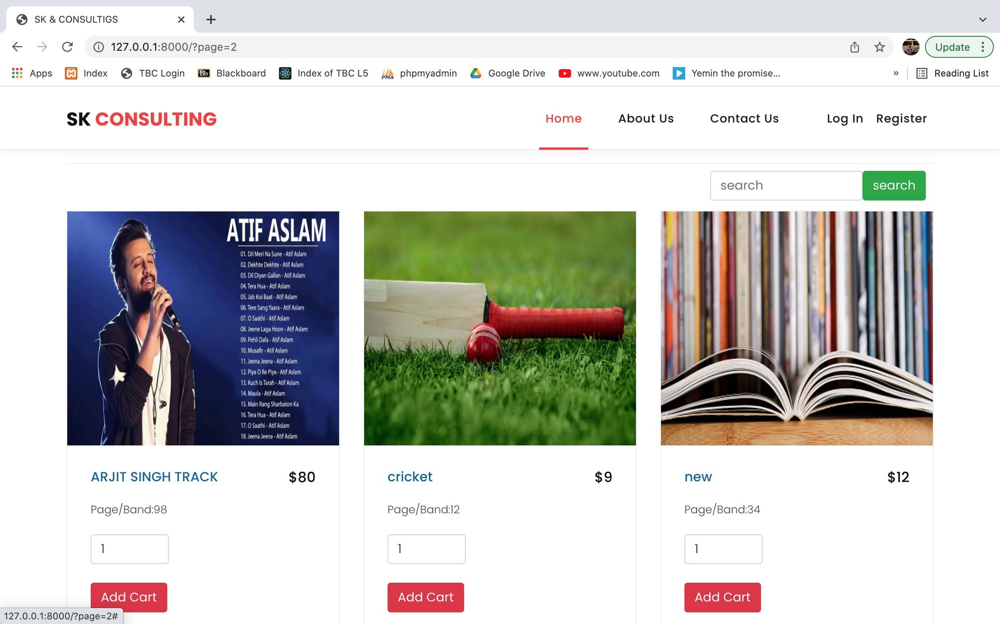 SK & CONSULTIGS
127.0.0.1:8000/?page=2
Update
Apps
Index
TBC Login
Bb
Blackboard
Index of TBC L5
PMA
phpmyadmin
Google Drive
www.youtube.com
Yemin the promise...
»
Reading List
SK CONSULTING
Home
About Us
Contact Us
Log In
Register
search
search
ATIF ASLAM
01. Dil Meri Na Sune - Atif Aslam
02. Dekhte Dekhte - Atif Aslam
03. Dil Diyan Gallan - Atif Aslam
04. Tera Hua - Atif Aslam
05. Jab Koi Baat - Atif Aslam
06. Tere Sang Yaara - Atif Aslam
07. O Saathi - Atif Aslam
08. Jeene Laga Hoon - Atif Aslam
09. Pehli Dafa - Atif Aslam
10. Musafir - Atif Aslam
11. Jeena Jeena - Atif Aslam
12. Piya O Re Piya - Atif Aslam
13. Kuch Is Tarah - Atif Aslam
14. Maula - Atif Aslam
15. Main Rang Sharbaton Ka
16. Tera Hua - Atif Aslam
17. O Saathi - Atif Aslam
18. Jeena Jeena - Atif Aslam
ARJIT SINGH TRACK
$80
Page/Band:98
1
Add Cart
cricket
$9
Page/Band:12
1
Add Cart
new
$12
Page/Band:34
1
Add Cart
127.0.0.1:8000/?page=2#